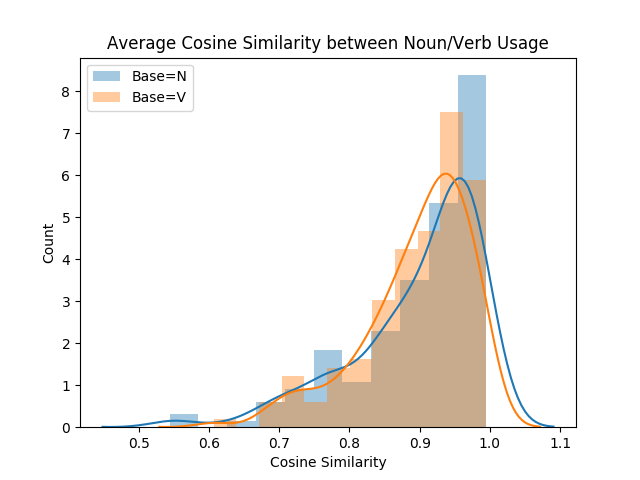 Average Cosine Similarity between Noun/Verb Usage
Base=N
Base=V
Count
8
7
6
5
4
3
2
1
0
0.5 0.6 0.7 0.8 0.9 1.0 1.1
Cosine Similarity